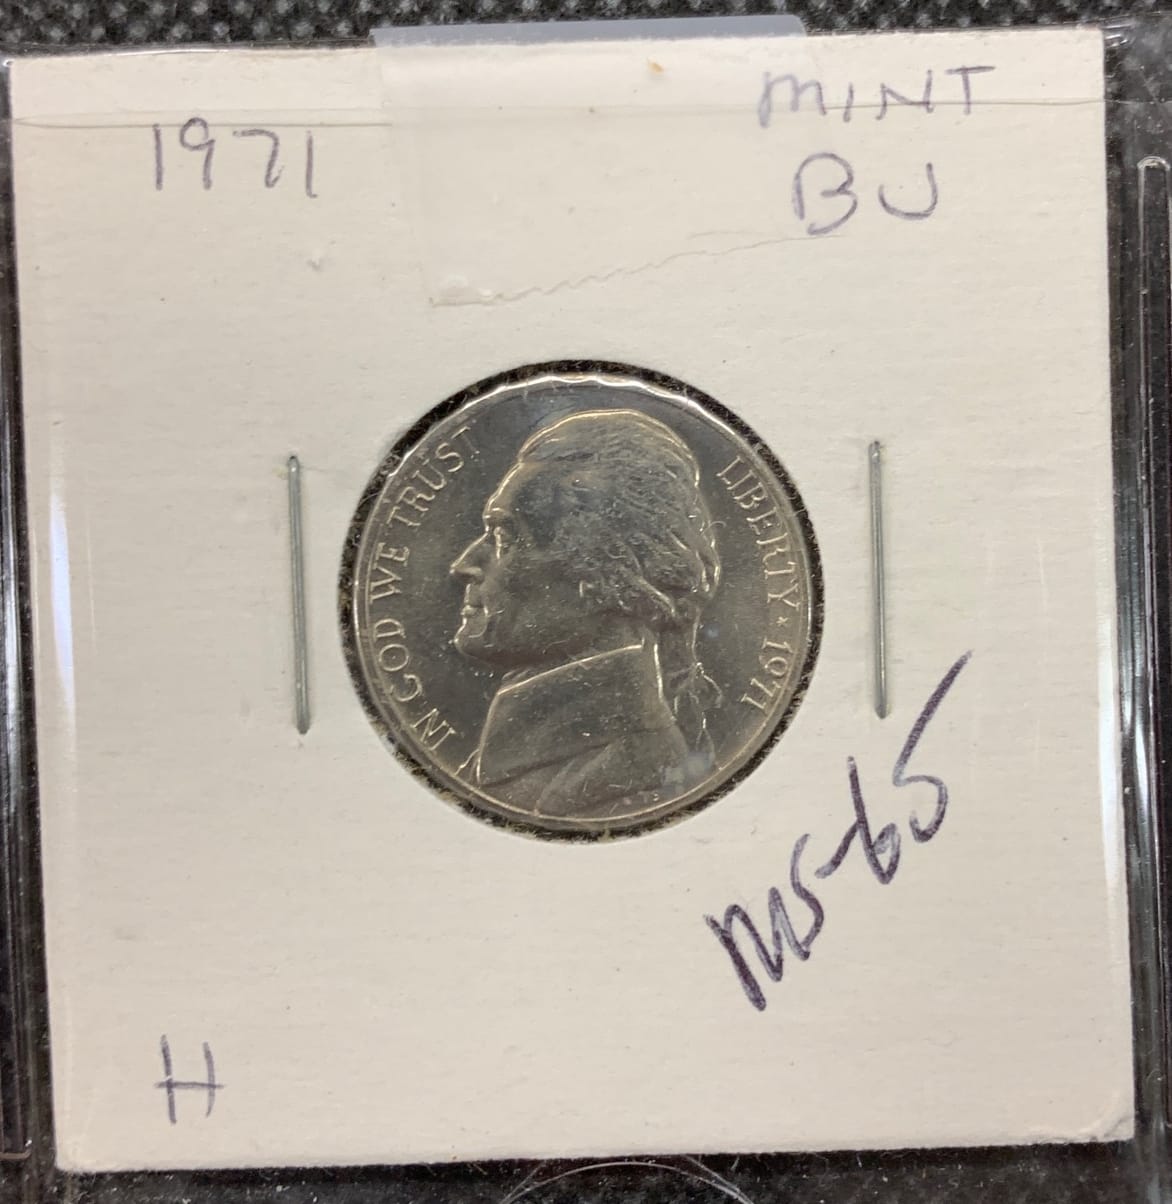 1971
MINT
BU
IN GOD WE TRUST
LIBERTY * 1971
MS-65
H